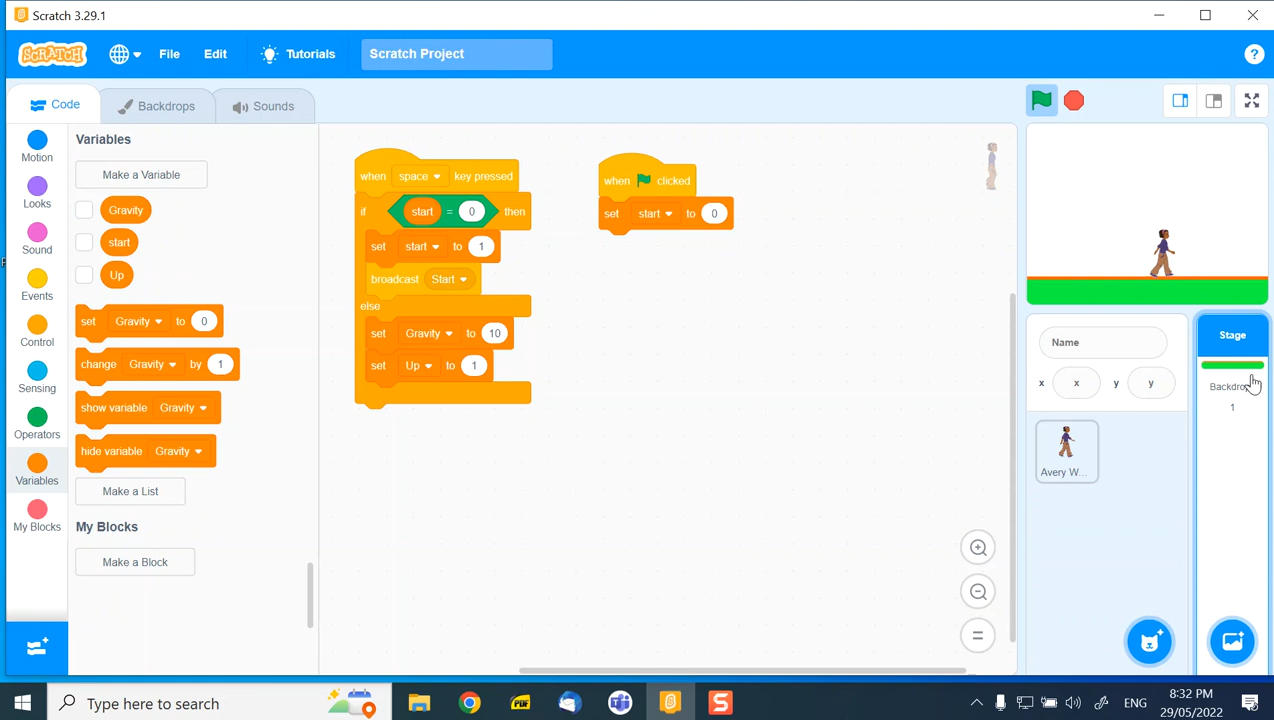 Scratch 3.29.1
SCRATCH File Edit Tutorials Scratch Project ?
Code Backdrops Sounds
Motion
Looks
Sound
Events
Control
Sensing
Operators
Variables
My Blocks
Variables
Make a Variable
Gravity
start
Up
set Gravity to 0
change Gravity by 1
show variable Gravity
hide variable Gravity
Make a List
My Blocks
Make a Block
when space key pressed
if start = 0 then
set start to 1
broadcast Start
else
set Gravity to 10
set Up to 1
when clicked
set start to 0
Name
x x y y
Avery W...
Stage
1
Type here to search
PDF
S
ENG
8:32 PM
29/05/2022